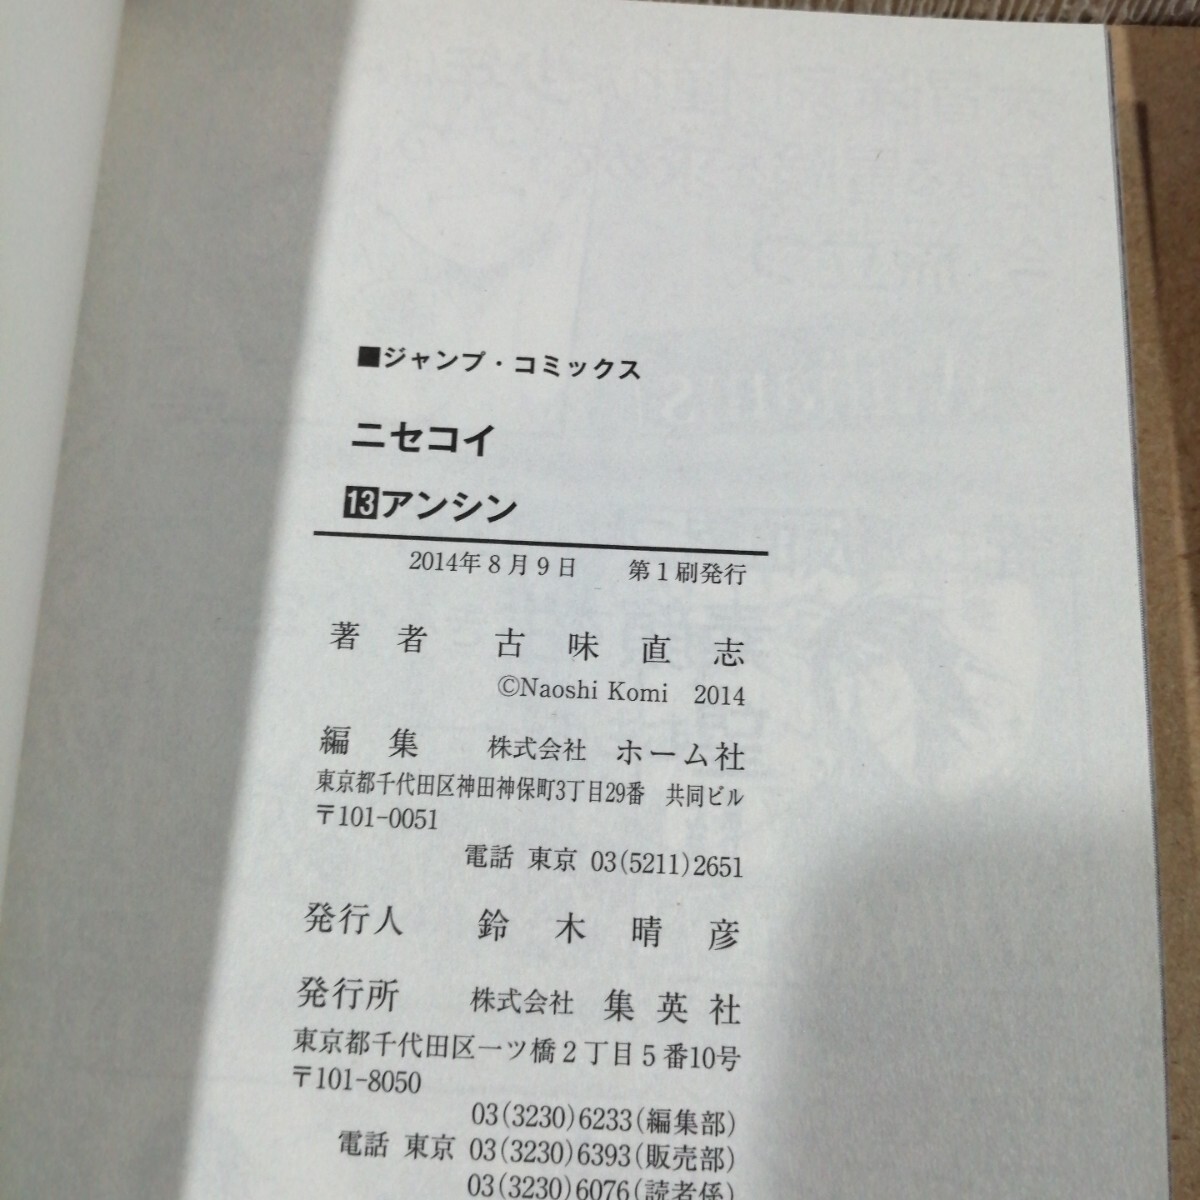 ■ジャンプ・コミックス
ニセコイ
13アンシン
2014年8月9日 第1刷発行
著者 古味直志
©Naoshi Komi 2014
編集 株式会社 ホーム社
東京都千代田区神田神保町3丁目29番 共同ビル
〒101-0051
電話 東京 03(5211)2651
発行人 鈴木晴彦
発行所 株式会社 集英社
東京都千代田区一ツ橋2丁目5番10号
〒101-8050
03(3230)6233(編集部)
電話 東京 03(3230)6393(販売部)
03(3230)6076(読者係)